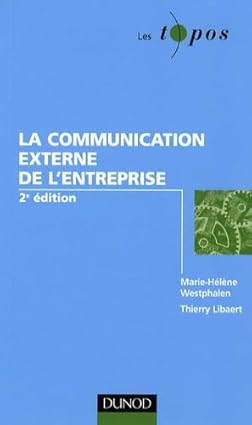 Les topos
LA COMMUNICATION
EXTERNE
DE L'ENTREPRISE
2e édition
Marie-Hélène
Westphalen
Thierry Libaert
DUNOD